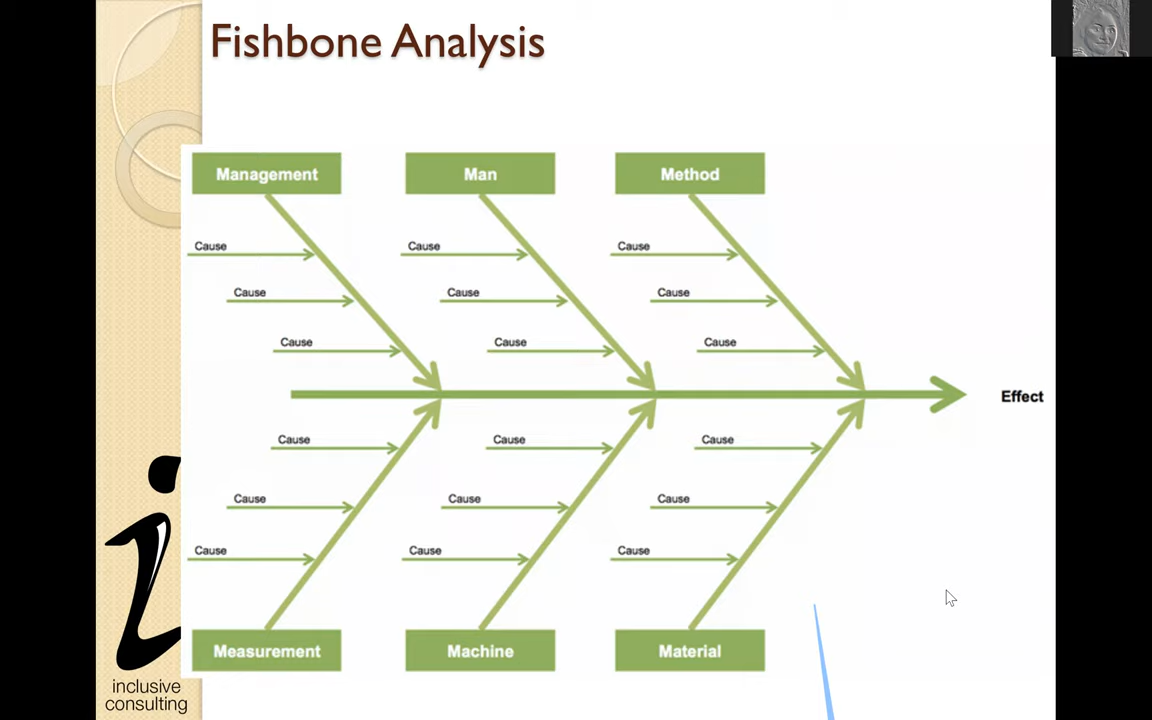 Fishbone Analysis
Management
Man
Method
Cause
Cause
Cause
Cause
Cause
Cause
Cause
Cause
Cause
Effect
Cause
Cause
Cause
Cause
Cause
Cause
Cause
Cause
Cause
Measurement
Machine
Material
i
inclusive
consulting